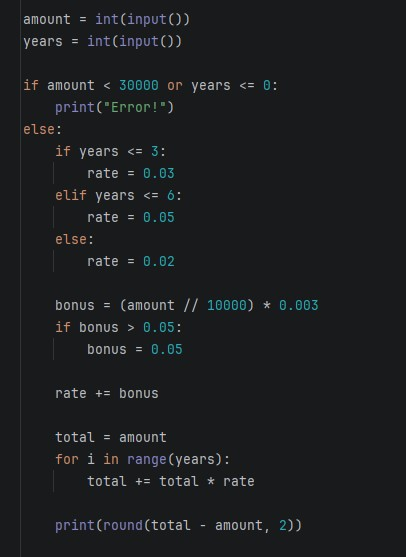 amount = int(input())
years = int(input())

if amount < 30000 or years <= 0:
    print("Error!")
else:
    if years <= 3:
        rate = 0.03
    elif years <= 6:
        rate = 0.05
    else:
        rate = 0.02

    bonus = (amount // 10000) * 0.003
    if bonus > 0.05:
        bonus = 0.05

    rate += bonus

    total = amount
    for i in range(years):
        total += total * rate

    print(round(total - amount, 2))